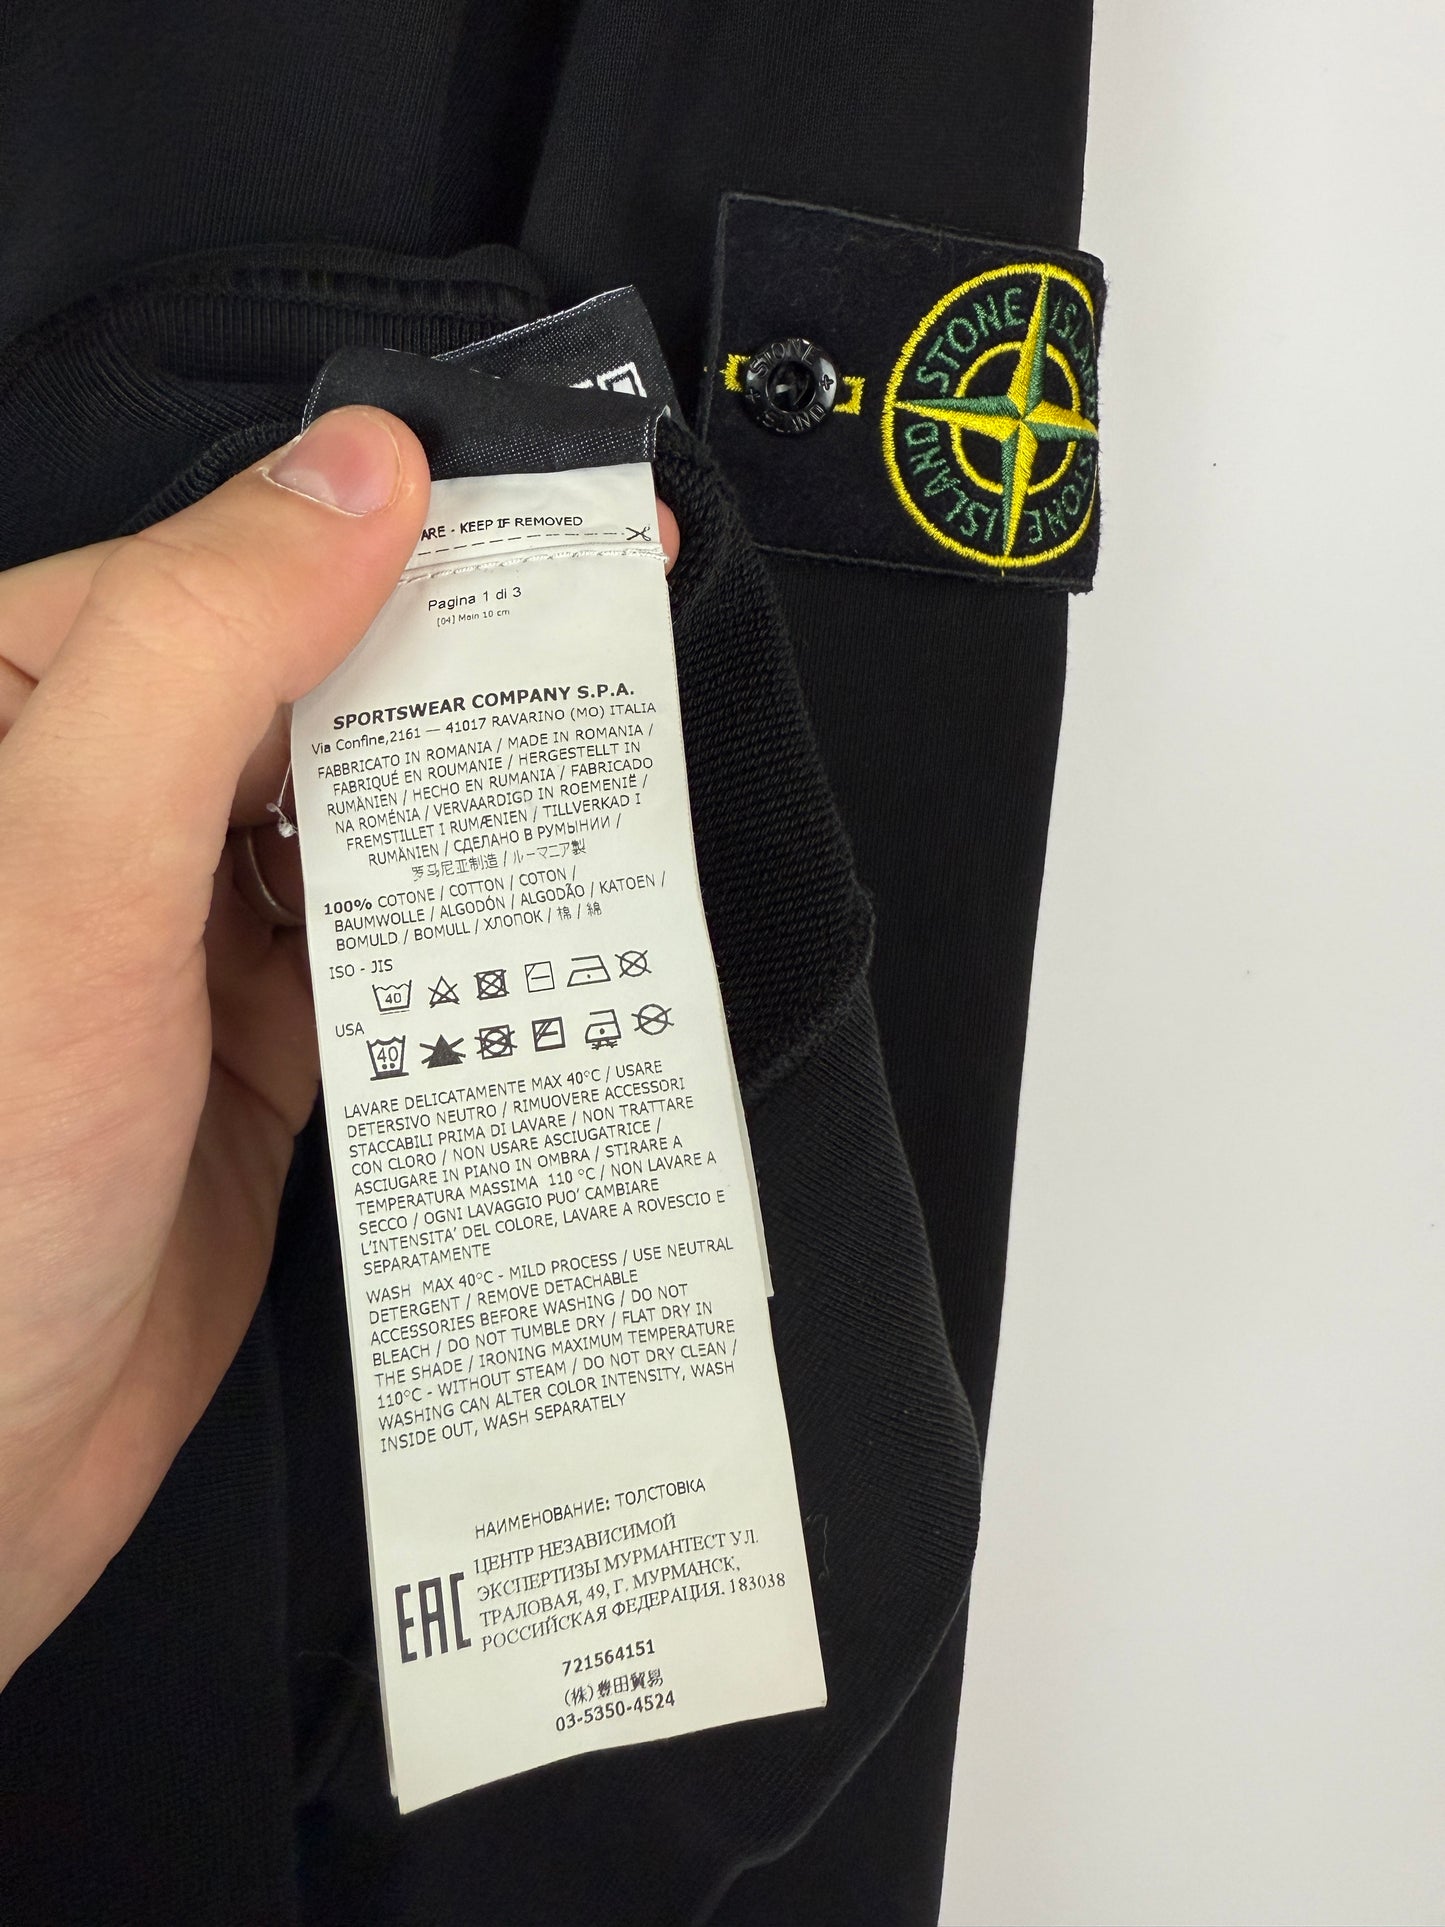 STONE ISLAND
STONE ISLAND
STONE ISLAND
ARE - KEEP IF REMOVED
Pagina 1 di 3
[04] Main 10 cm
SPORTSWEAR COMPANY S.P.A.
Via Confine,2161 — 41017 RAVARINO (MO) ITALIA
FABBRICATO IN ROMANIA / MADE IN ROMANIA /
FABRIQUÉ EN ROUMANIE / HERGESTELLT IN
RUMÄNIEN / HECHO EN RUMANIA / FABRICADO
NA ROMÉNIA / VERVAARDIGD IN ROEMENIË /
FREMSTILLET I RUMÆNIEN / TILLVERKAD I
RUMÄNIEN / СДЕЛАНО В РУМЫНИИ /
罗马尼亚制造 / ルーマニア製
100% COTONE / COTTON / COTON /
BAUMWOLLE / ALGODÓN / ALGODÃO / KATOEN /
BOMULD / BOMULL / ХЛОПОК / 棉 / 綿
ISO - JIS
40
USA
40
LAVARE DELICATAMENTE MAX 40°C / USARE
DETERSIVO NEUTRO / RIMUOVERE ACCESSORI
STACCABILI PRIMA DI LAVARE / NON TRATTARE
CON CLORO / NON USARE ASCIUGATRICE /
ASCIUGARE IN PIANO IN OMBRA / STIRARE A
TEMPERATURA MASSIMA 110 °C / NON LAVARE A
SECCO / OGNI LAVAGGIO PUO' CAMBIARE
L'INTENSITA' DEL COLORE, LAVARE A ROVESCIO E
SEPARATAMENTE
WASH MAX 40°C - MILD PROCESS / USE NEUTRAL
DETERGENT / REMOVE DETACHABLE
ACCESSORIES BEFORE WASHING / DO NOT
BLEACH / DO NOT TUMBLE DRY / FLAT DRY IN
THE SHADE / IRONING MAXIMUM TEMPERATURE
110°C - WITHOUT STEAM / DO NOT DRY CLEAN /
WASHING CAN ALTER COLOR INTENSITY, WASH
INSIDE OUT, WASH SEPARATELY
НАИМЕНОВАНИЕ: ТОЛСТОВКА
ЦЕНТР НЕЗАВИСИМОЙ
ЭКСПЕРТИЗЫ МУРМАНТЕСТ УЛ.
ТРАЛОВАЯ, 49, Г. МУРМАНСК,
РОССИЙСКАЯ ФЕДЕРАЦИЯ. 183038
EAC
721564151
(株)豊田貿易
03-5350-4524